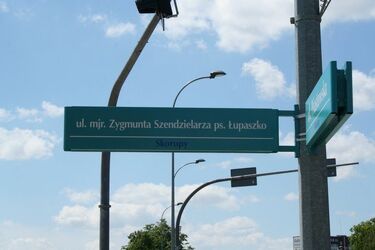 ul. mjr. Zygmunta Szendzielarza ps. Łupaszko
Skorupy